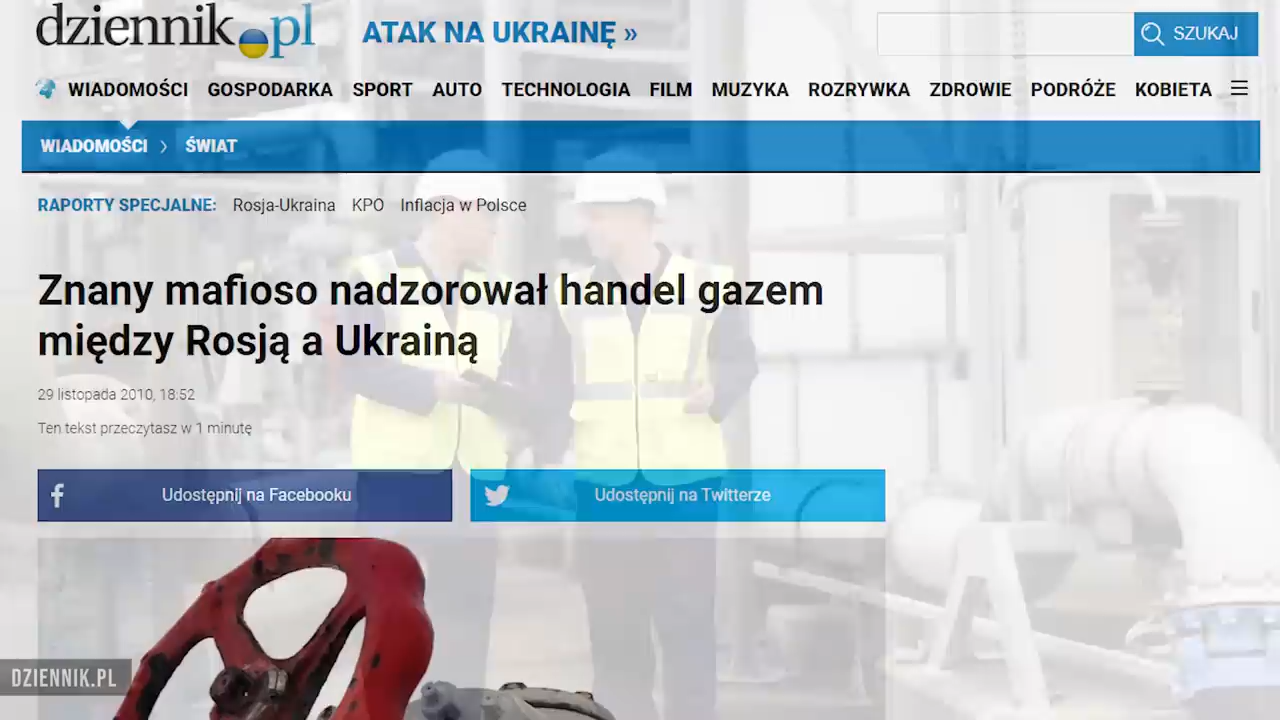 dziennik.pl
ATAK NA UKRAINĘ »
SZUKAJ
WIADOMOŚCI GOSPODARKA SPORT AUTO TECHNOLOGIA FILM MUZYKA ROZRYWKA ZDROWIE PODRÓŻE KOBIETA
WIADOMOŚCI > ŚWIAT
RAPORTY SPECJALNE: Rosja-Ukraina KPO Inflacja w Polsce
Znany mafioso nadzorował handel gazem
między Rosją a Ukrainą
29 listopada 2010, 18:52
Ten tekst przeczytasz w 1 minutę
Udostępnij na Facebooku
Udostępnij na Twitterze
DZIENNIK.PL